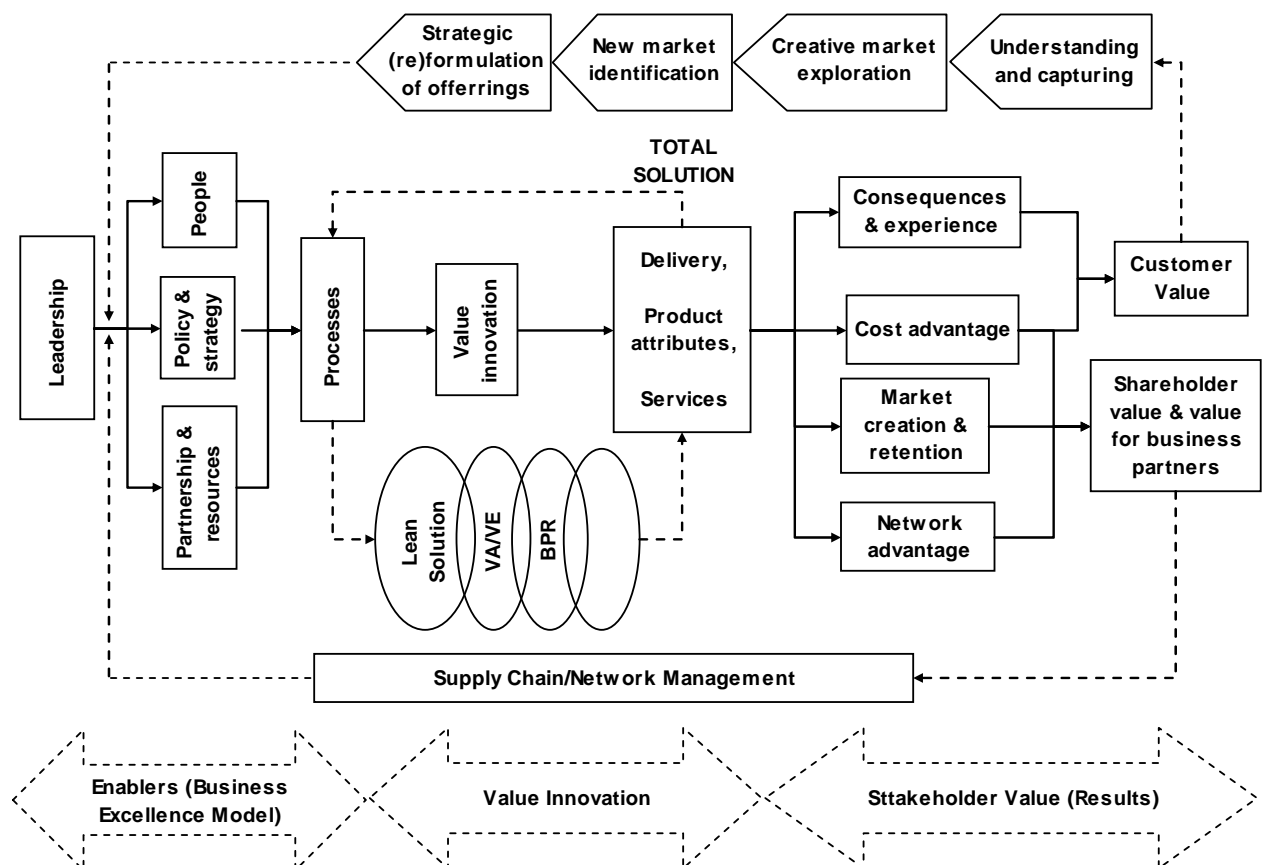 Strategic
(re)formulation
of offerrings
New market
identification
Creative market
exploration
Understanding
and capturing
TOTAL
SOLUTION
Leadership
People
Policy &
strategy
Partnership &
resources
Processes
Value
innovation
Delivery,
Product
attributes,
Services
Consequences
& experience
Cost advantage
Market
creation &
retention
Network
advantage
Customer
Value
Shareholder
value & value
for business
partners
Lean
Solution
VA/VE
BPR
Supply Chain/Network Management
Enablers (Business
Excellence Model)
Value Innovation
Sttakeholder Value (Results)